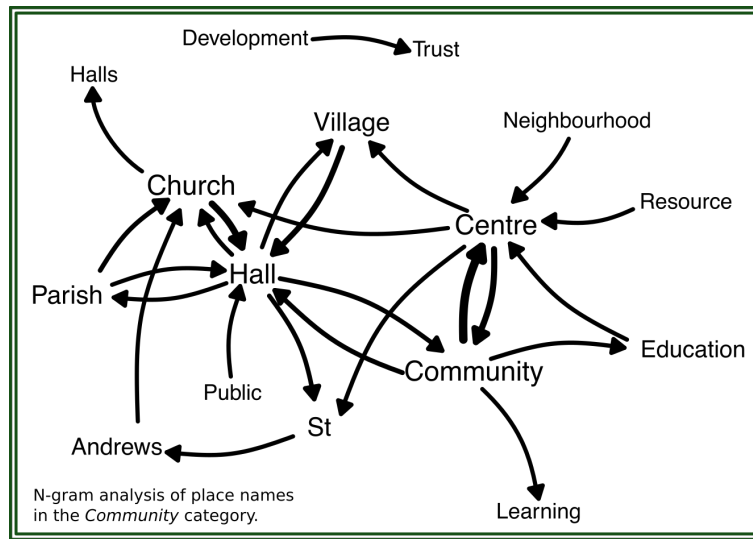 Development
Trust
Halls
Village
Neighbourhood
Church
Resource
Centre
Hall
Parish
Education
Community
Public
St
Andrews
N-gram analysis of place names
in the Community category.
Learning